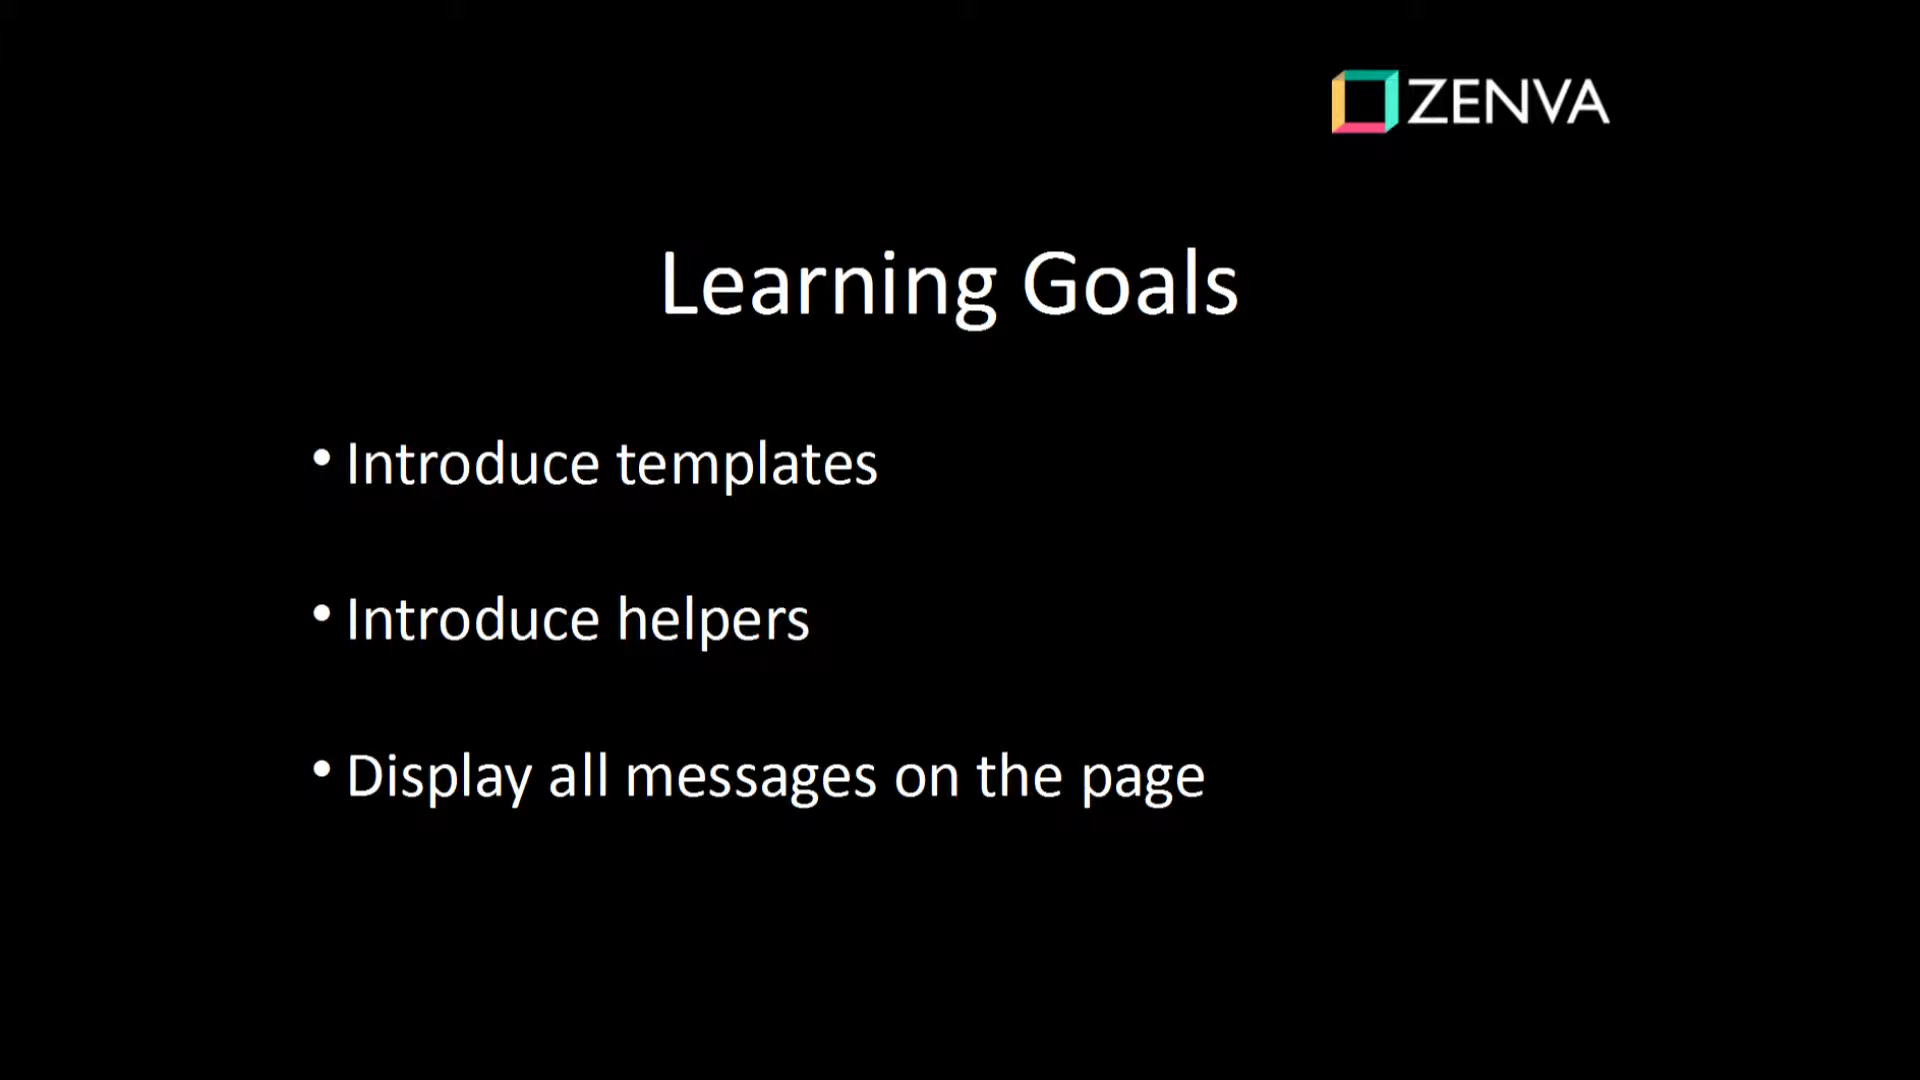 ZENVA
Learning Goals
• Introduce templates
• Introduce helpers
• Display all messages on the page